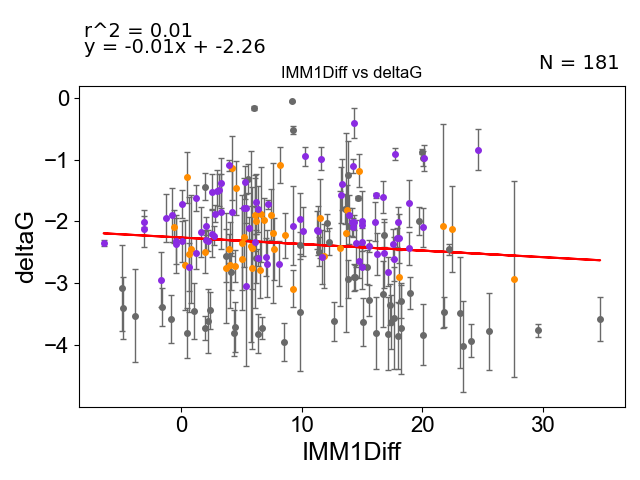 r^2 = 0.01
y = -0.01x + -2.26
N = 181
IMM1Diff vs deltaG
0
−1
−2
−3
−4
deltaG
0 10 20 30
IMM1Diff